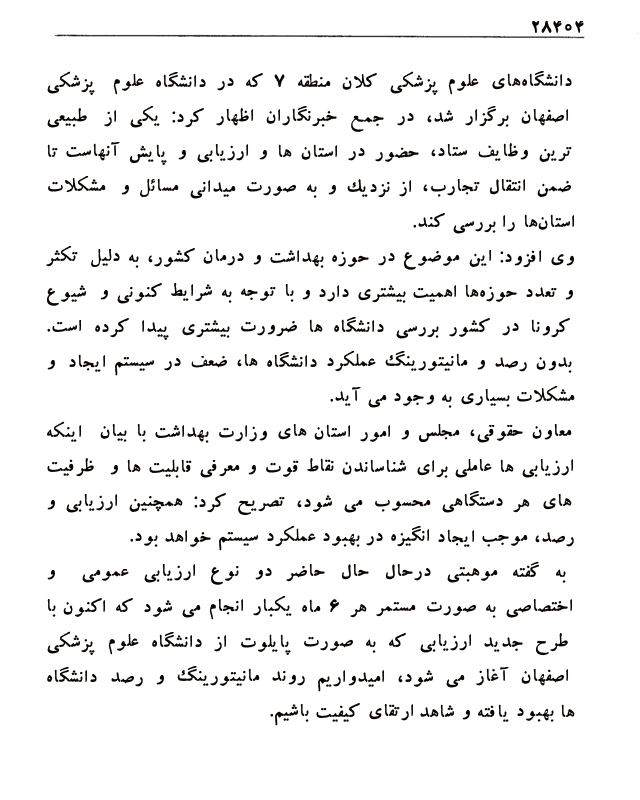 ۲۸۴۰۴
دانشگاه‌های علوم پزشکی کلان منطقه ۷ که در دانشگاه علوم پزشکی
اصفهان برگزار شد، در جمع خبرنگاران اظهار کرد: یکی از طبیعی
ترین وظایف ستاد، حضور در استان ها و ارزیابی و پایش آنهاست تا
ضمن انتقال تجارب، از نزدیك و به صورت میدانی مسائل و مشکلات
استان‌ها را بررسی کند.
وی افزود: این موضوع در حوزه بهداشت و درمان کشور، به دلیل تکثر
و تعدد حوزه‌ها اهمیت بیشتری دارد و با توجه به شرایط کنونی و شیوع
کرونا در کشور بررسی دانشگاه ها ضرورت بیشتری پیدا کرده است.
بدون رصد و مانیتورینگ عملکرد دانشگاه ها، ضعف در سیستم ایجاد و
مشکلات بسیاری به وجود می آید.
معاون حقوقی، مجلس و امور استان های وزارت بهداشت با بیان اینکه
ارزیابی ها عاملی برای شناساندن نقاط قوت و معرفی قابلیت ها و ظرفیت
های هر دستگاهی محسوب می شود، تصریح کرد: همچنین ارزیابی و
رصد، موجب ایجاد انگیزه در بهبود عملکرد سیستم خواهد بود.
به گفته موهبتی درحال حال حاضر دو نوع ارزیابی عمومی و
اختصاصی به صورت مستمر هر ۶ ماه یکبار انجام می شود که اکنون با
طرح جدید ارزیابی که به صورت پایلوت از دانشگاه علوم پزشکی
اصفهان آغاز می شود، امیدواریم روند مانیتورینگ و رصد دانشگاه
ها بهبود یافته و شاهد ارتقای کیفیت باشیم.